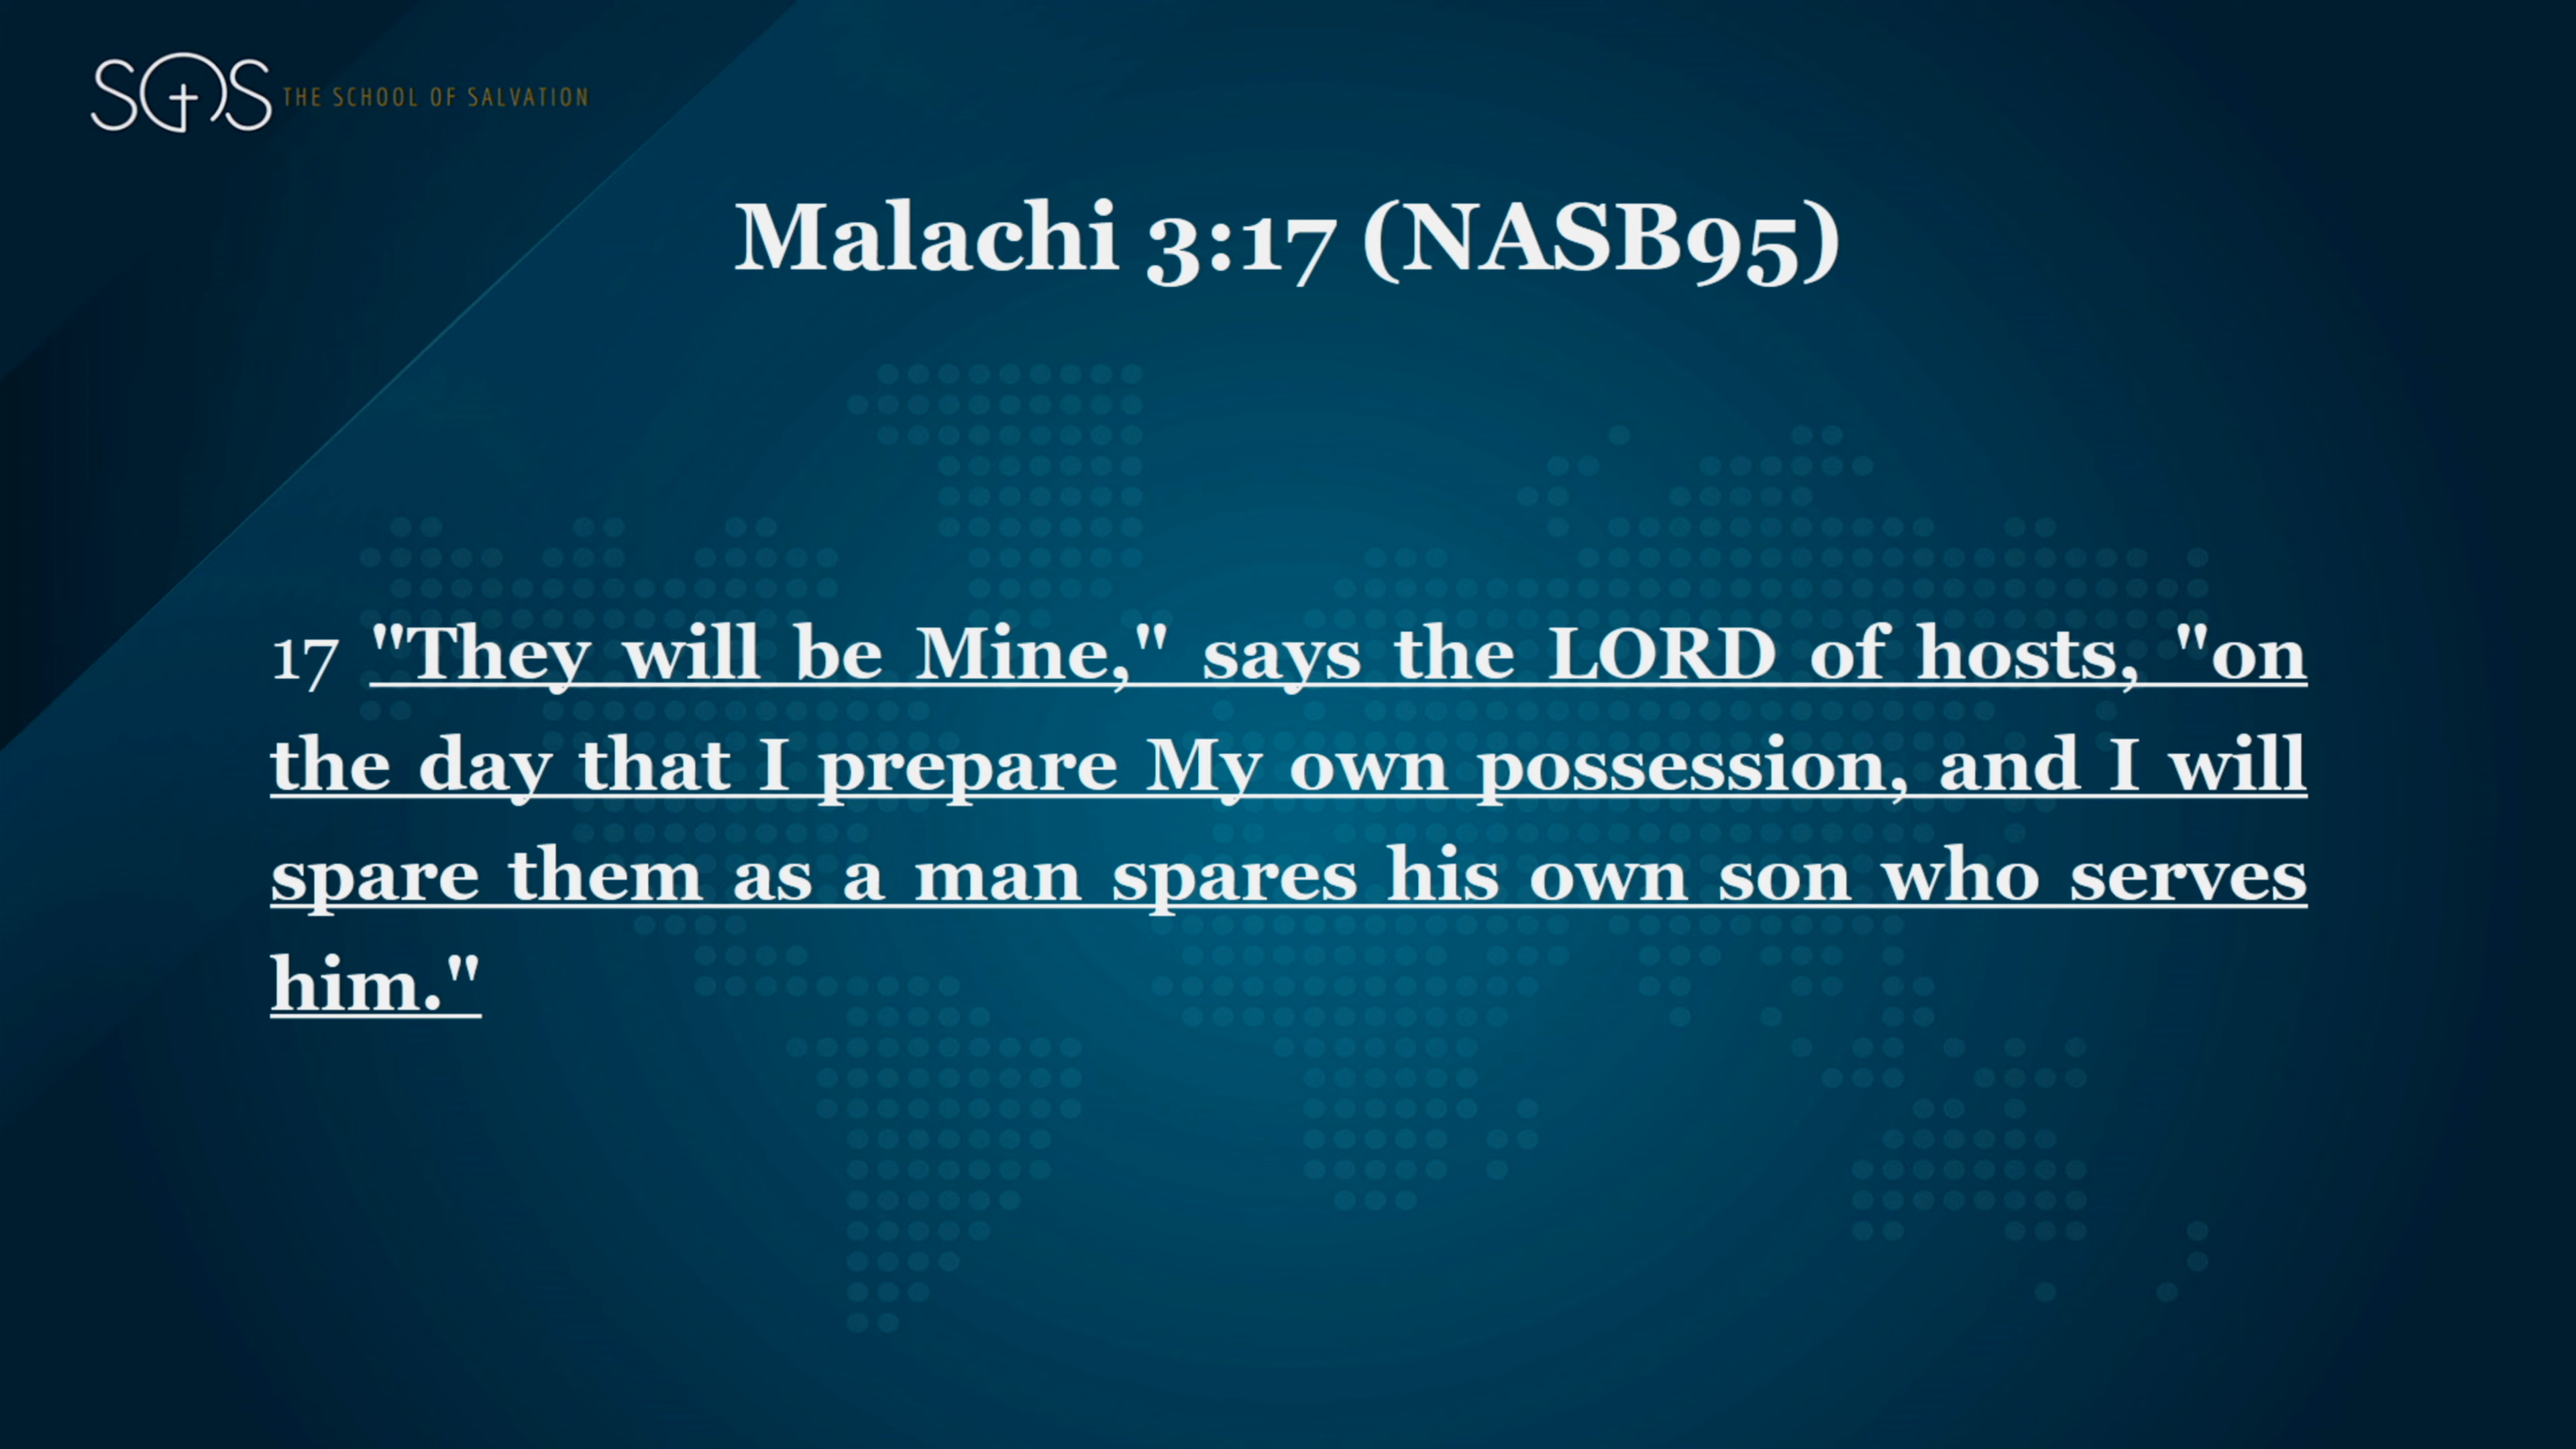 SOS THE SCHOOL OF SALVATION
Malachi 3:17 (NASB95)
17 "They will be Mine," says the LORD of hosts, "on
the day that I prepare My own possession, and I will
spare them as a man spares his own son who serves
him."